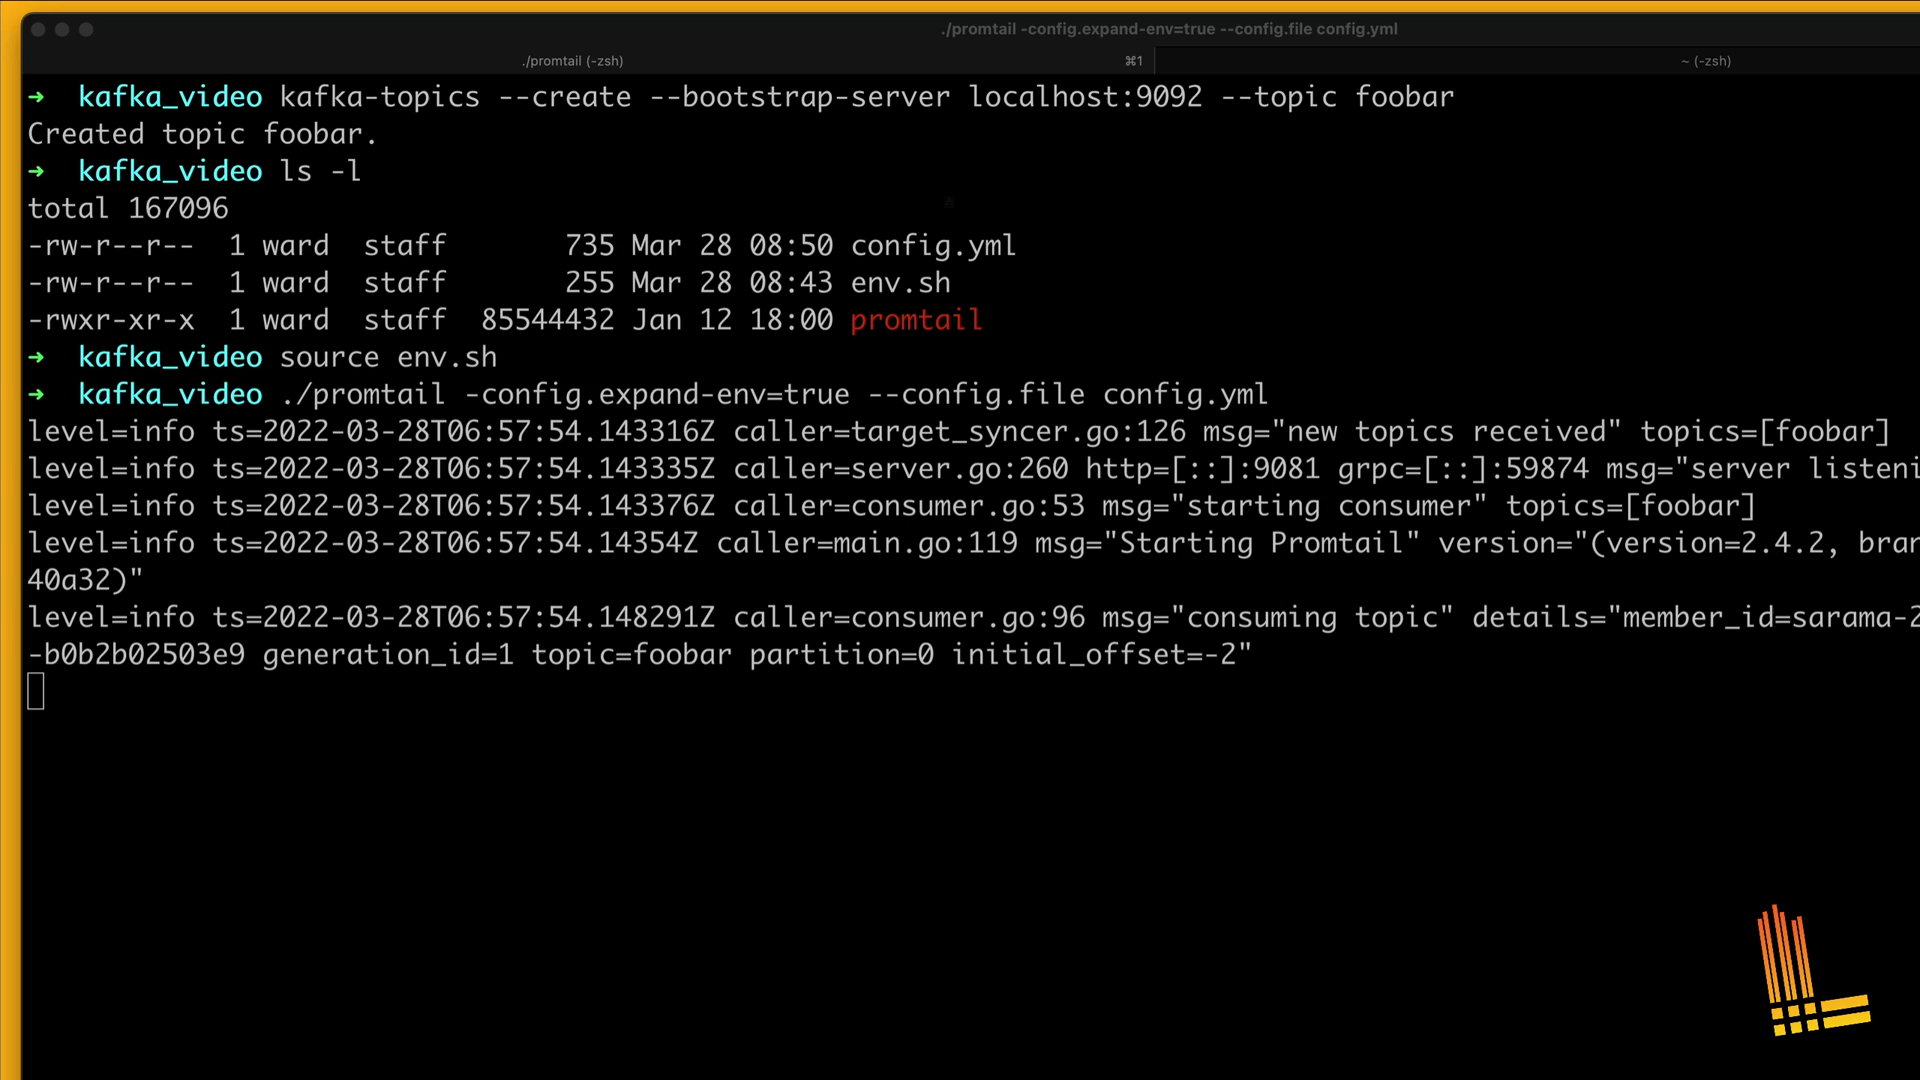 ./promtail -config.expand-env=true --config.file config.yml
./promtail (-zsh) ⌘1 ~ (-zsh)
➜ kafka_video kafka-topics --create --bootstrap-server localhost:9092 --topic foobar
Created topic foobar.
➜ kafka_video ls -l
total 167096
-rw-r--r-- 1 ward staff 735 Mar 28 08:50 config.yml
-rw-r--r-- 1 ward staff 255 Mar 28 08:43 env.sh
-rwxr-xr-x 1 ward staff 85544432 Jan 12 18:00 promtail
➜ kafka_video source env.sh
➜ kafka_video ./promtail -config.expand-env=true --config.file config.yml
level=info ts=2022-03-28T06:57:54.143316Z caller=target_syncer.go:126 msg="new topics received" topics=[foobar]
level=info ts=2022-03-28T06:57:54.143335Z caller=server.go:260 http=[::]:9081 grpc=[::]:59874 msg="server listeni
level=info ts=2022-03-28T06:57:54.143376Z caller=consumer.go:53 msg="starting consumer" topics=[foobar]
level=info ts=2022-03-28T06:57:54.14354Z caller=main.go:119 msg="Starting Promtail" version="(version=2.4.2, bran
40a32)"
level=info ts=2022-03-28T06:57:54.148291Z caller=consumer.go:96 msg="consuming topic" details="member_id=sarama-2
-b0b2b02503e9 generation_id=1 topic=foobar partition=0 initial_offset=-2"